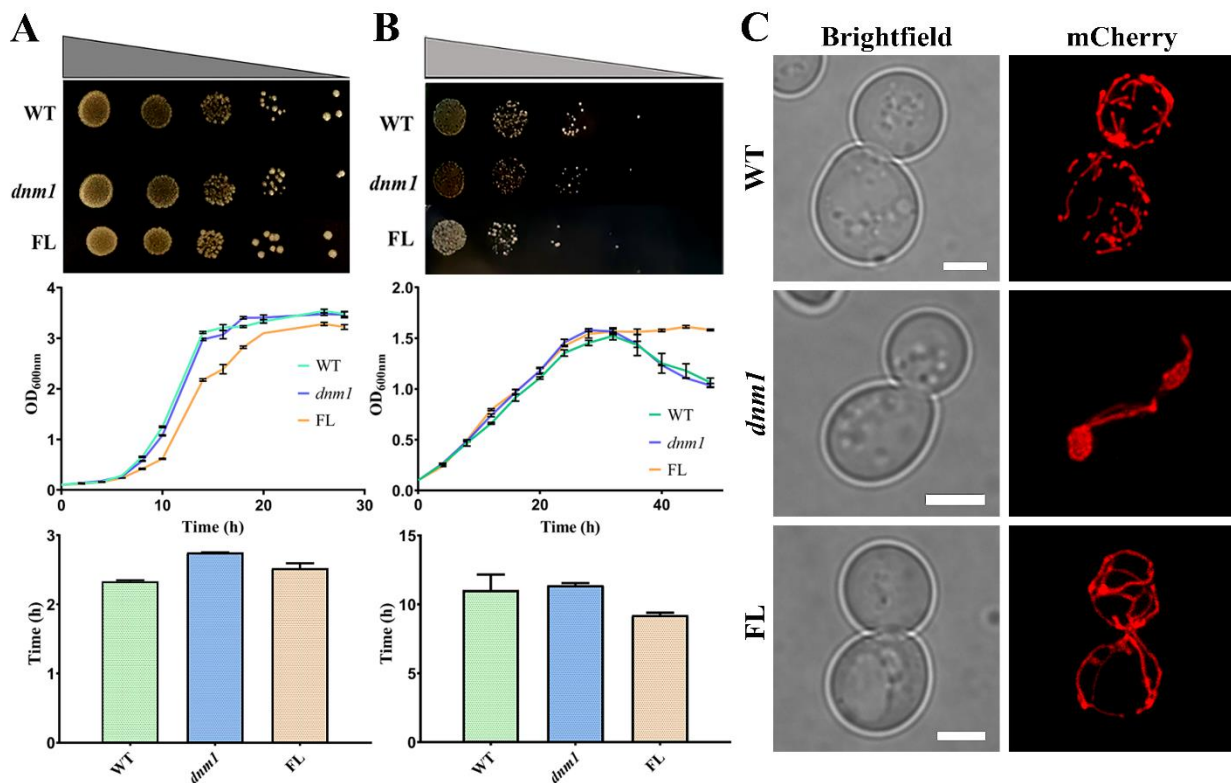 A
B
C
Brightfield
mCherry
WT
dnm1
FL
WT
dnm1
FL
WT
dnm1
FL
OD600nm
4
3
2
1
0
WT
dnm1
FL
0
10
20
30
Time (h)
OD600nm
2.0
1.5
1.0
0.5
0.0
WT
dnm1
FL
0
20
40
Time (h)
Time (h)
3
2
1
0
WT
dnm1
FL
Time (h)
15
10
5
0
WT
dnm1
FL